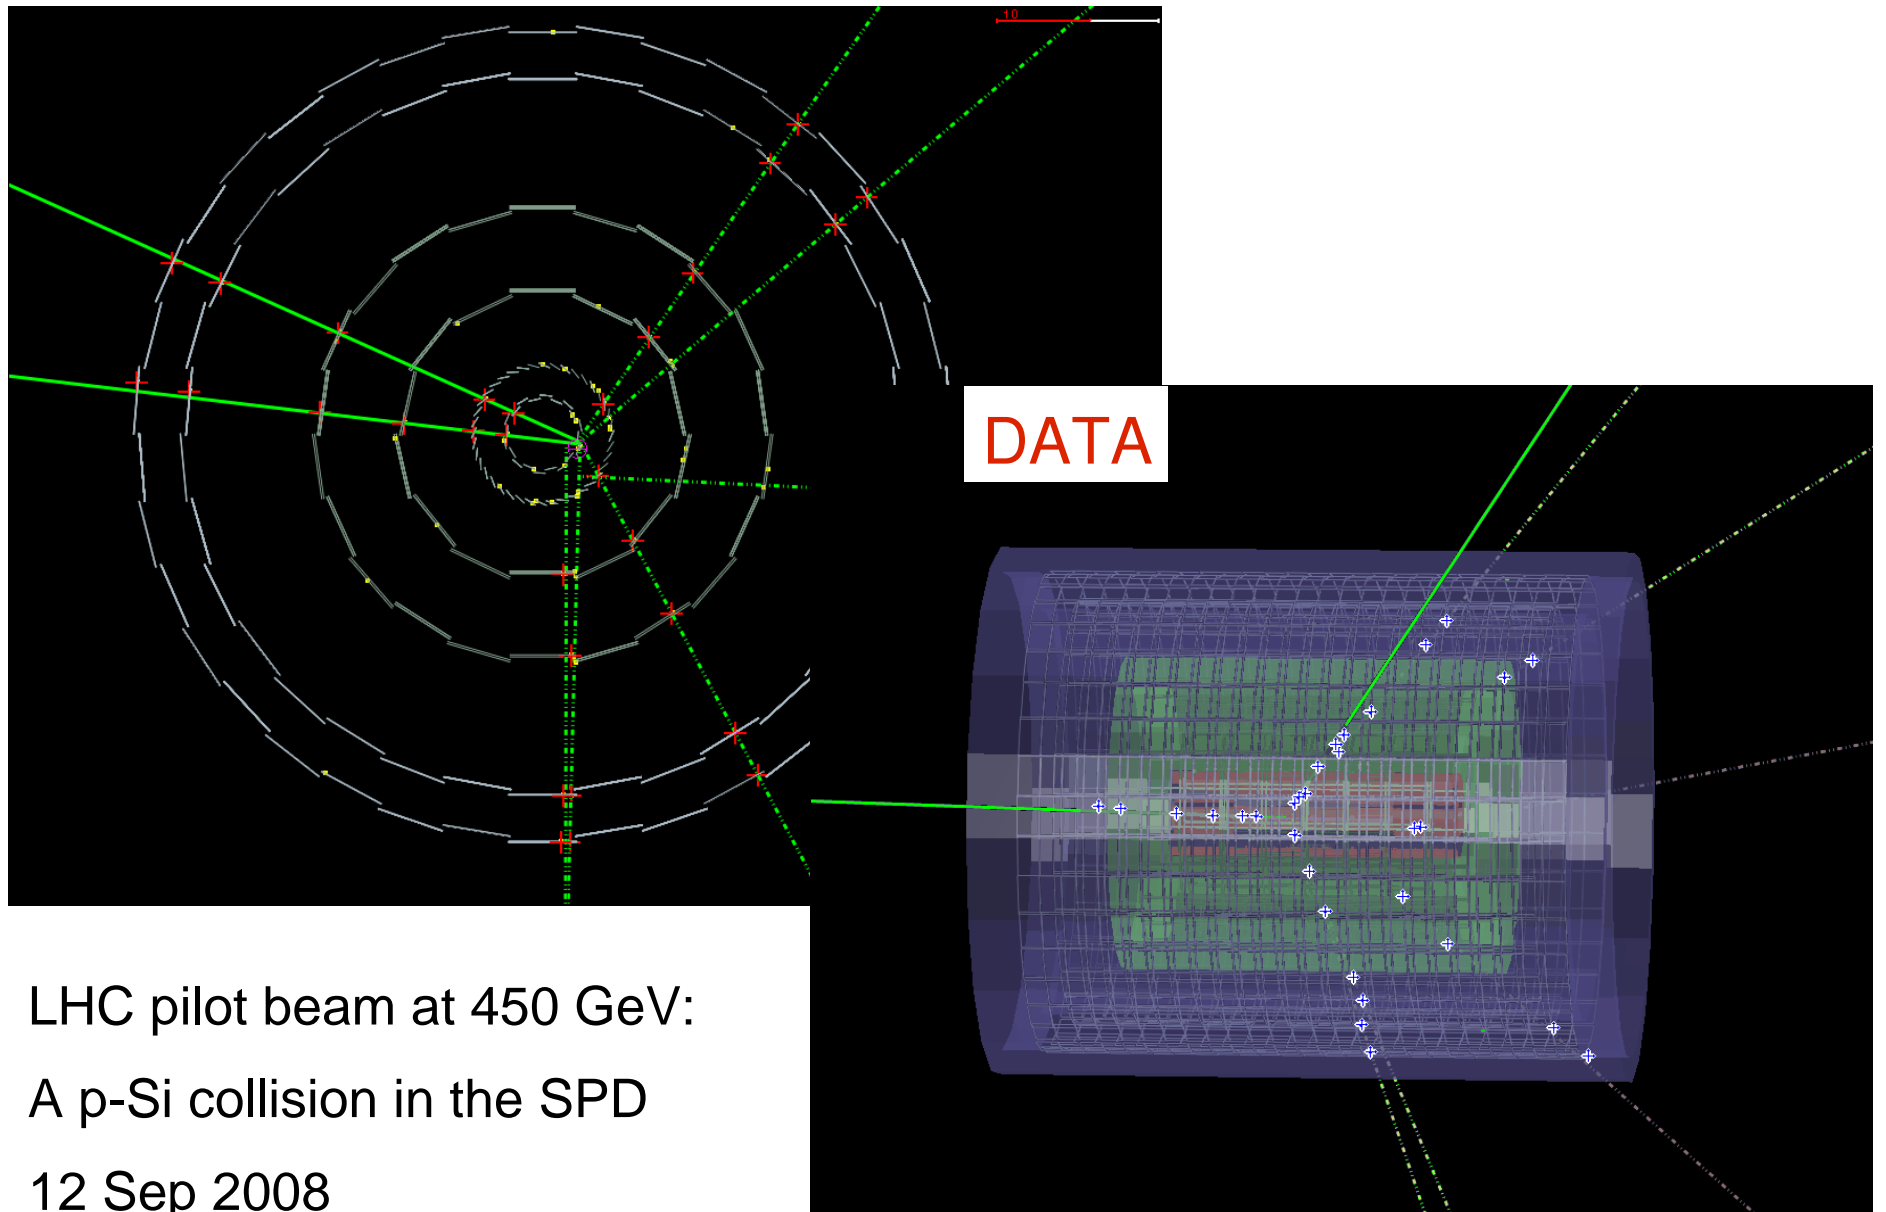 10
DATA
LHC pilot beam at 450 GeV:
A p-Si collision in the SPD
12 Sep 2008